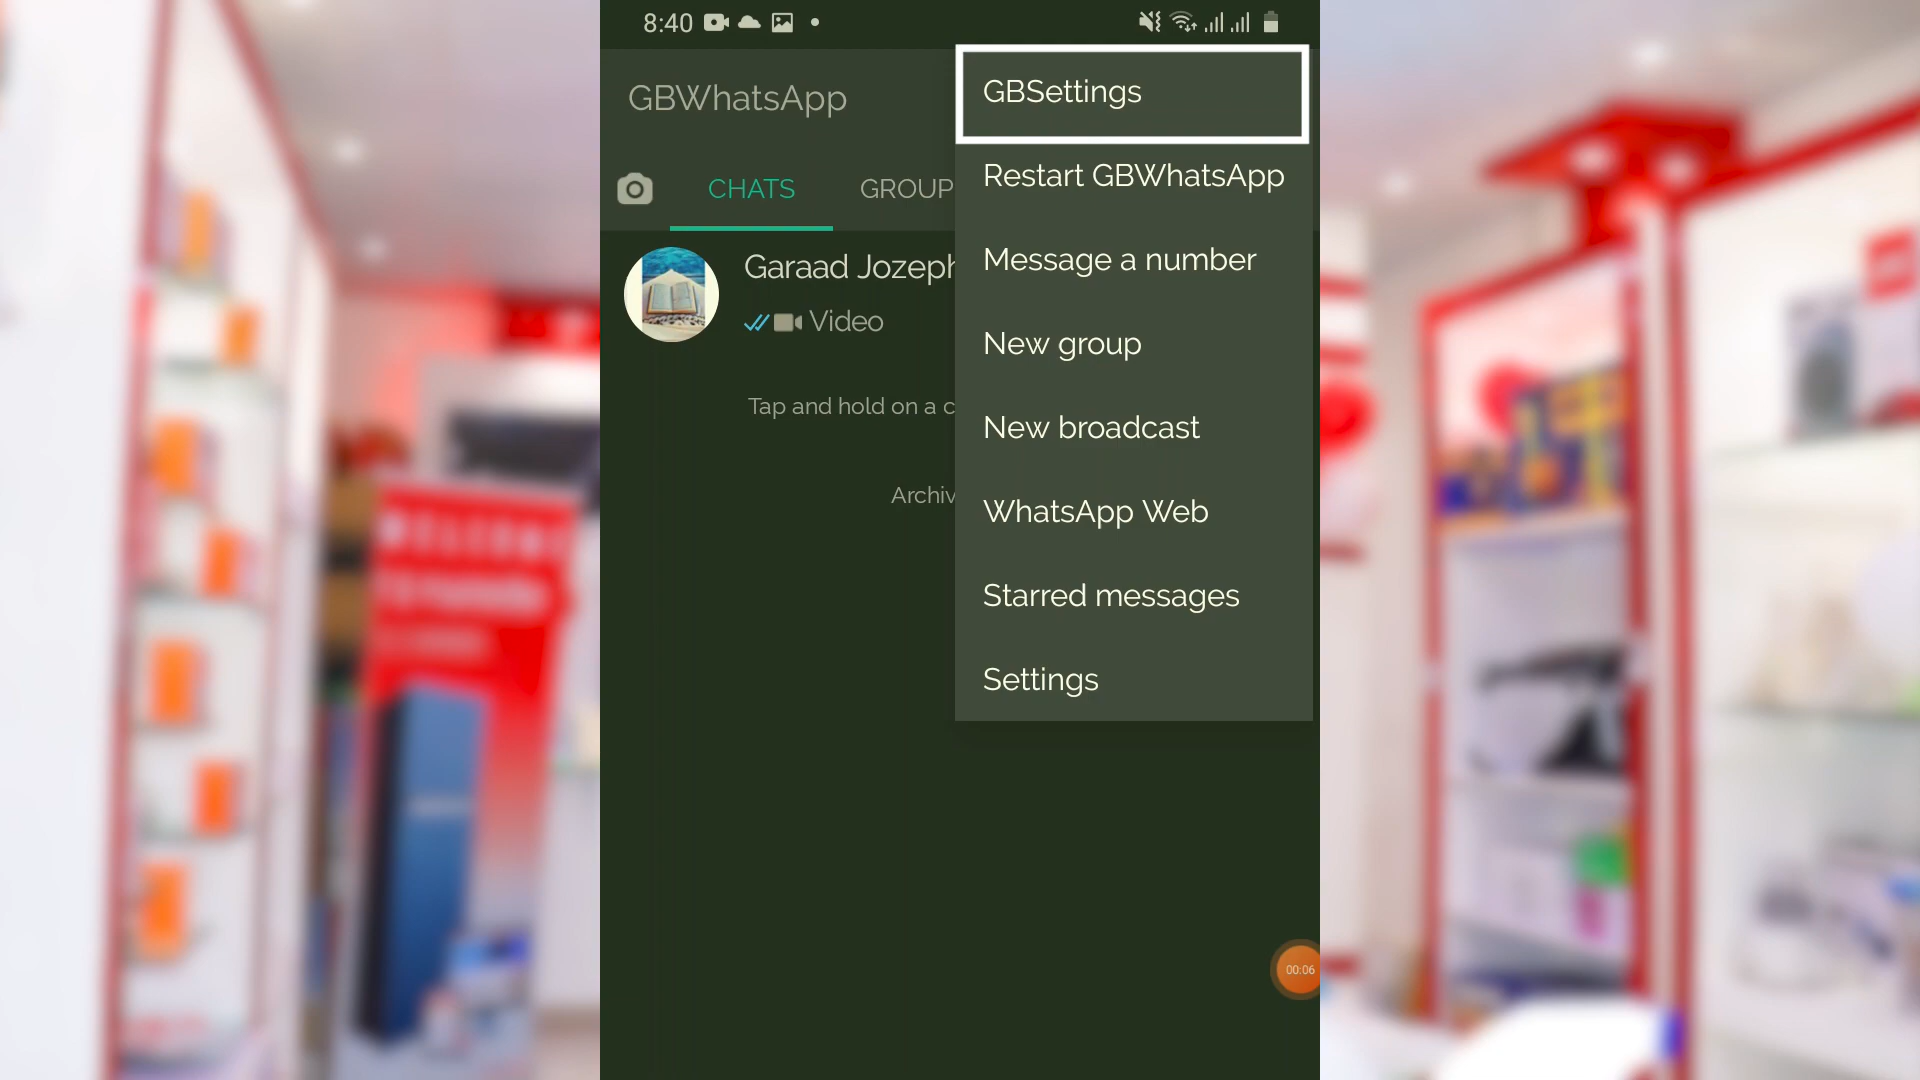 8:40
GBWhatsApp
CHATS
GROUP
Garaad Jozeph
Video
Tap and hold on a c
Archiv
GBSettings
Restart GBWhatsApp
Message a number
New group
New broadcast
WhatsApp Web
Starred messages
Settings
00:06